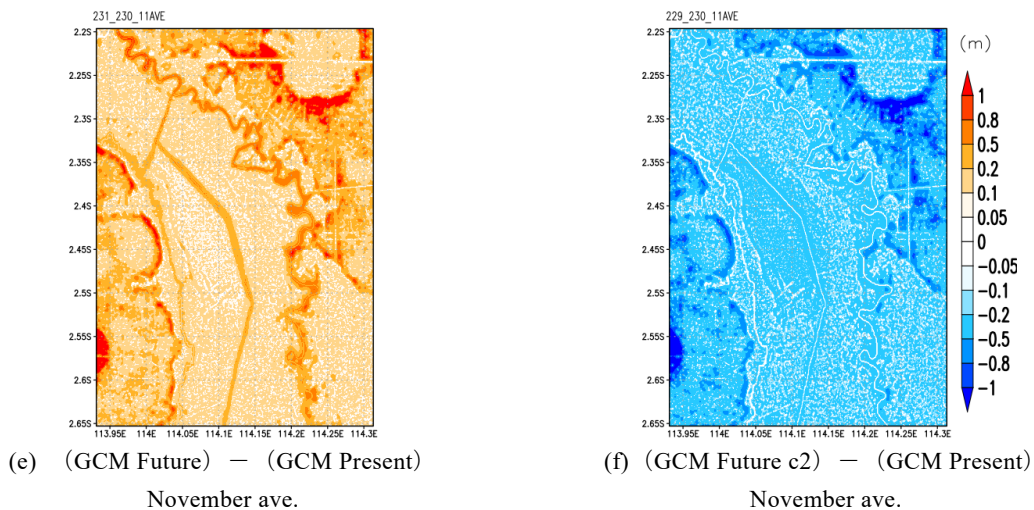 231_230_11AVE
2.2S
2.25S
2.3S
2.35S
2.4S
2.45S
2.5S
2.55S
2.6S
2.65S
113.95E 114E 114.05E 114.1E 114.15E 114.2E 114.25E 114.3E
(e) (GCM Future) － (GCM Present)
November ave.
229_230_11AVE
2.2S
2.25S
2.3S
2.35S
2.4S
2.45S
2.5S
2.55S
2.6S
2.65S
113.95E 114E 114.05E 114.1E 114.15E 114.2E 114.25E 114.3E
(m)
1
0.8
0.5
0.2
0.1
0.05
0
−0.05
−0.1
−0.2
−0.5
−0.8
−1
(f) (GCM Future c2) － (GCM Present)
November ave.